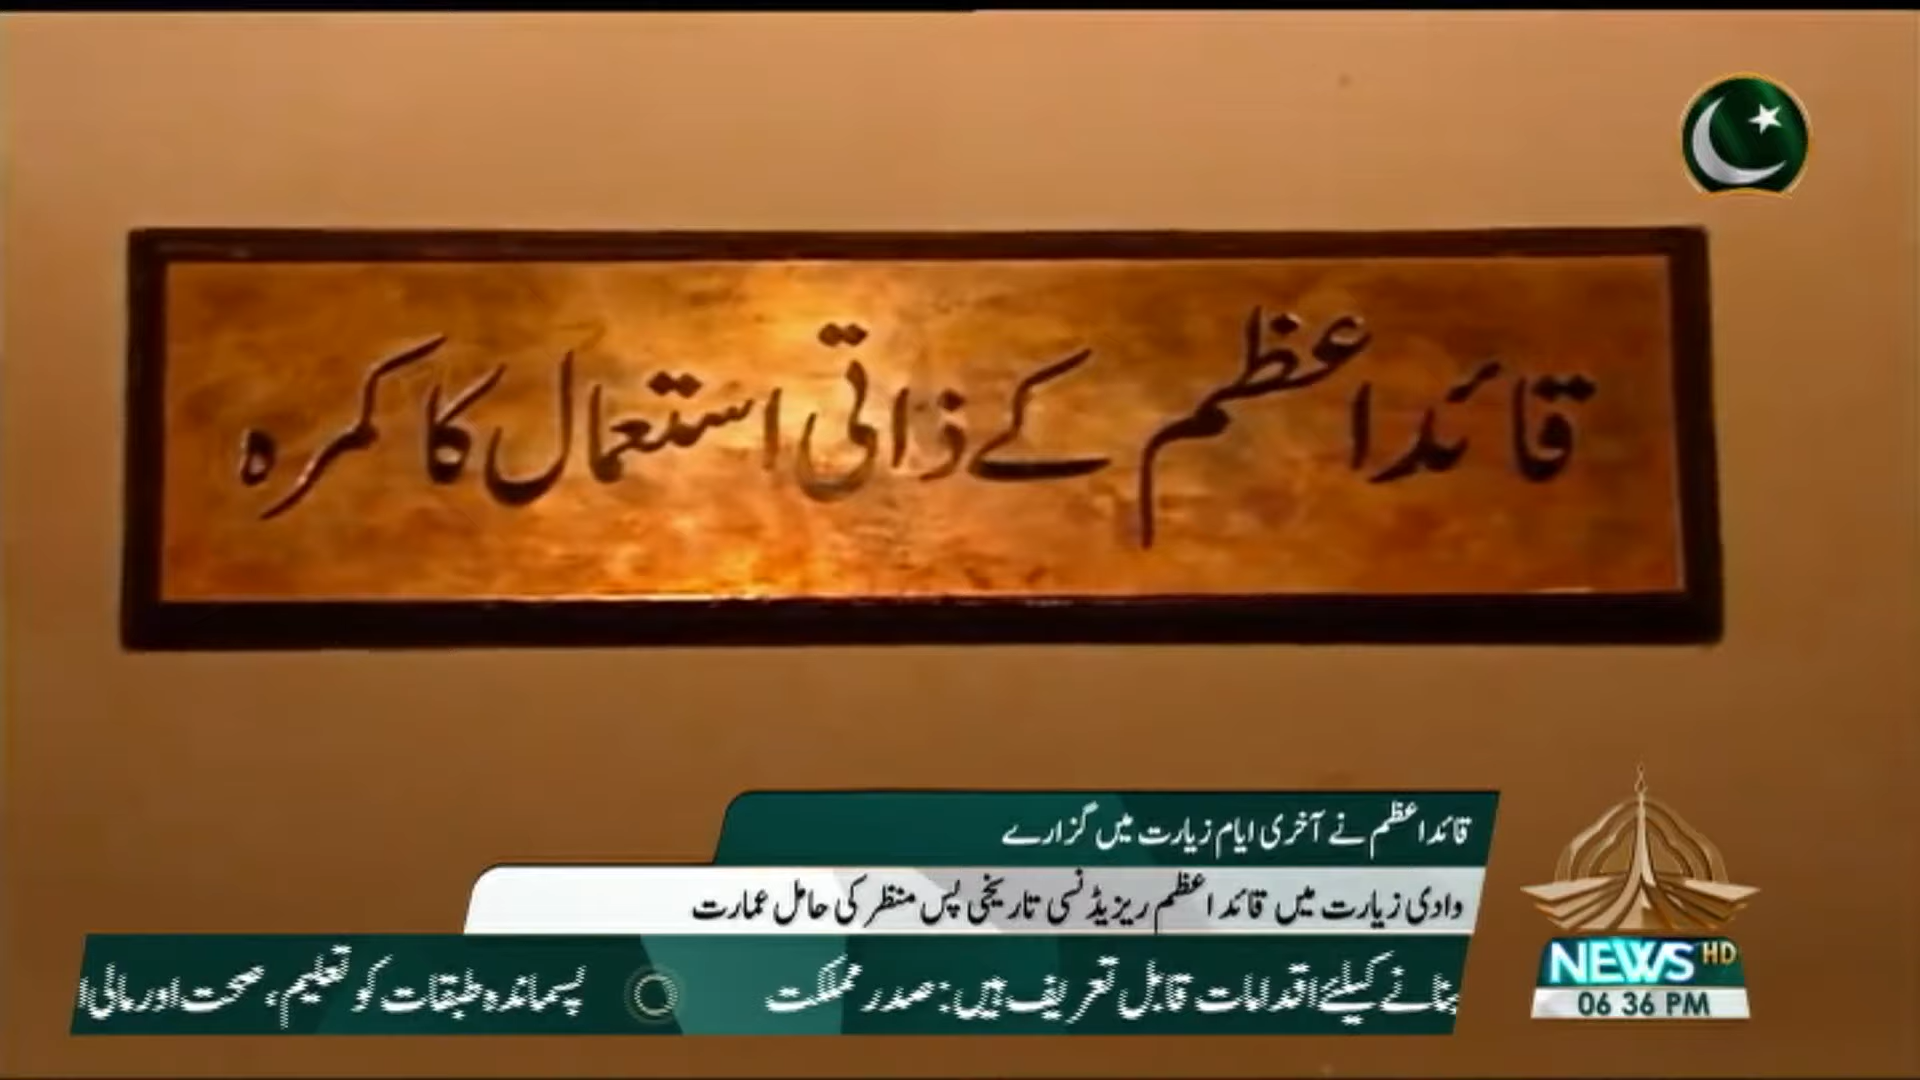 قائداعظم کے ذاتی استعمال کا کمرہ
قائداعظم نے آخری ایام زیارت میں گزارے
وادی زیارت میں قائداعظم ریزیڈنسی تاریخی پس منظر کی حامل عمارت
بنانے کیلئے اقدامات قابل تعریف ہیں: صدر مملکت
پسماندہ طبقات کو تعلیم، صحت اور مالی
NEWS HD
06 36 PM